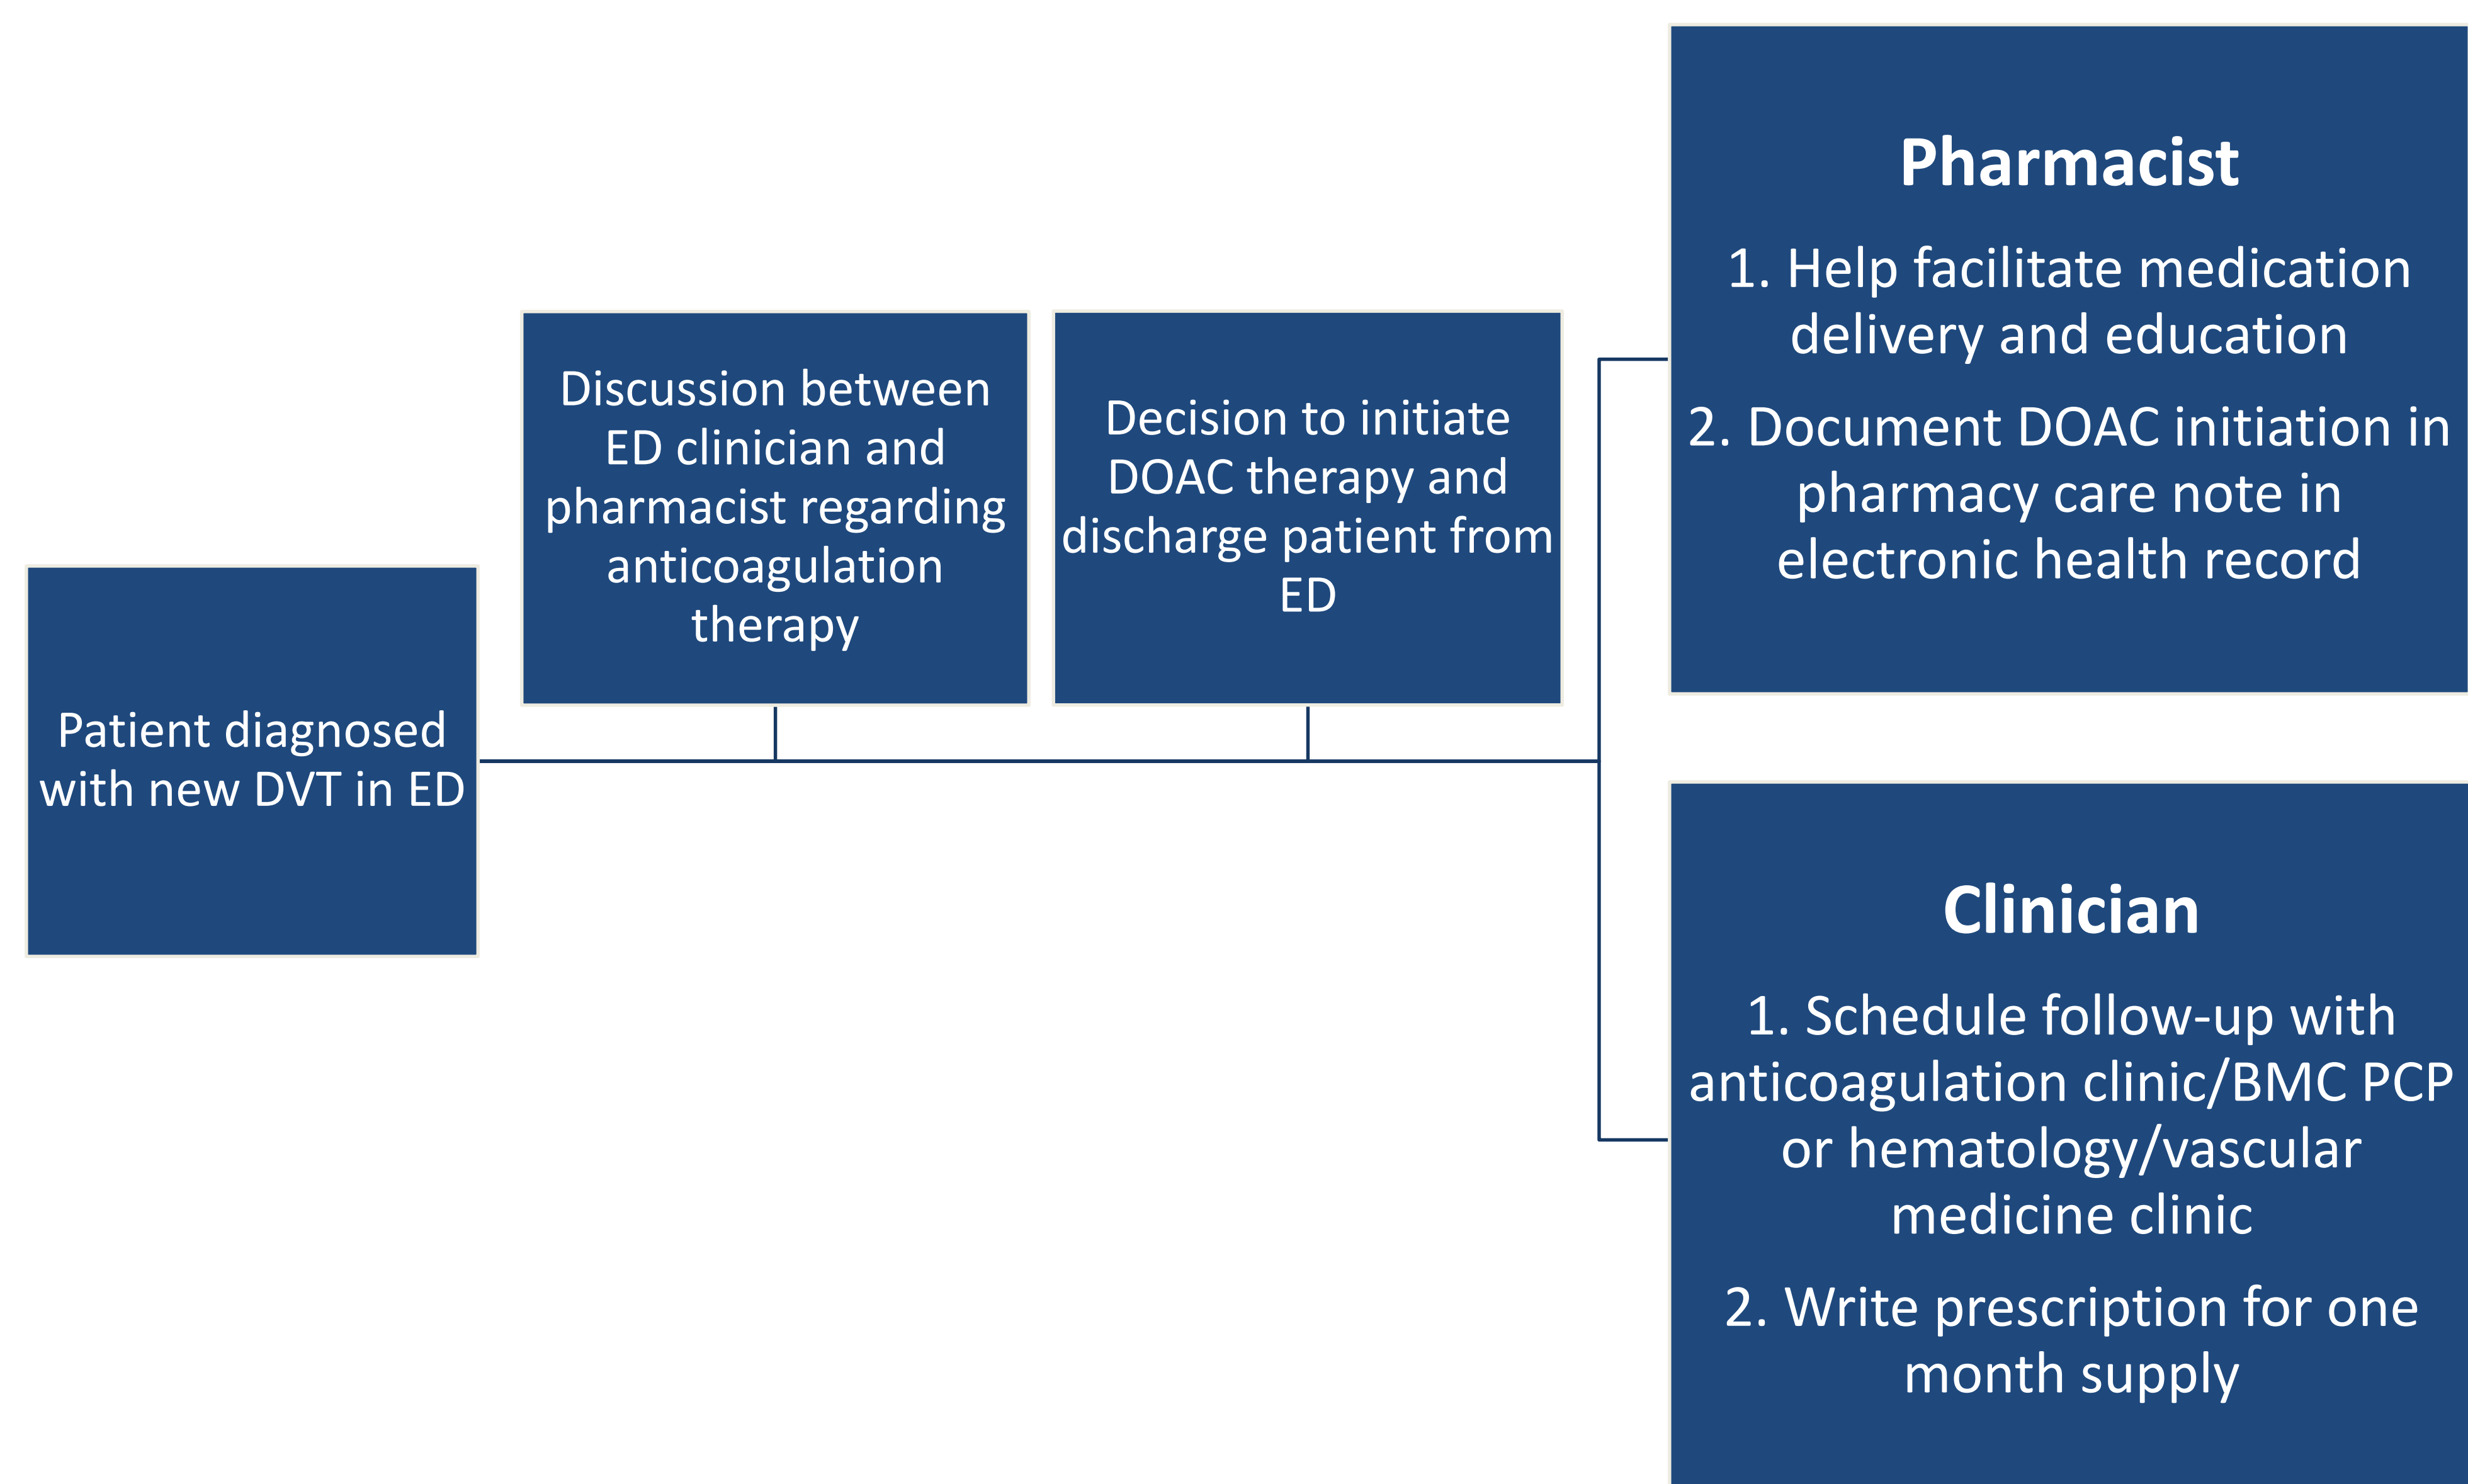 Patient diagnosed
with new DVT in ED
Discussion between
ED clinician and
pharmacist regarding
anticoagulation
therapy
Decision to initiate
DOAC therapy and
discharge patient from
ED
Pharmacist
1. Help facilitate medication
delivery and education
2. Document DOAC initiation in
pharmacy care note in
electronic health record
Clinician
1. Schedule follow-up with
anticoagulation clinic/BMC PCP
or hematology/vascular
medicine clinic
2. Write prescription for one
month supply